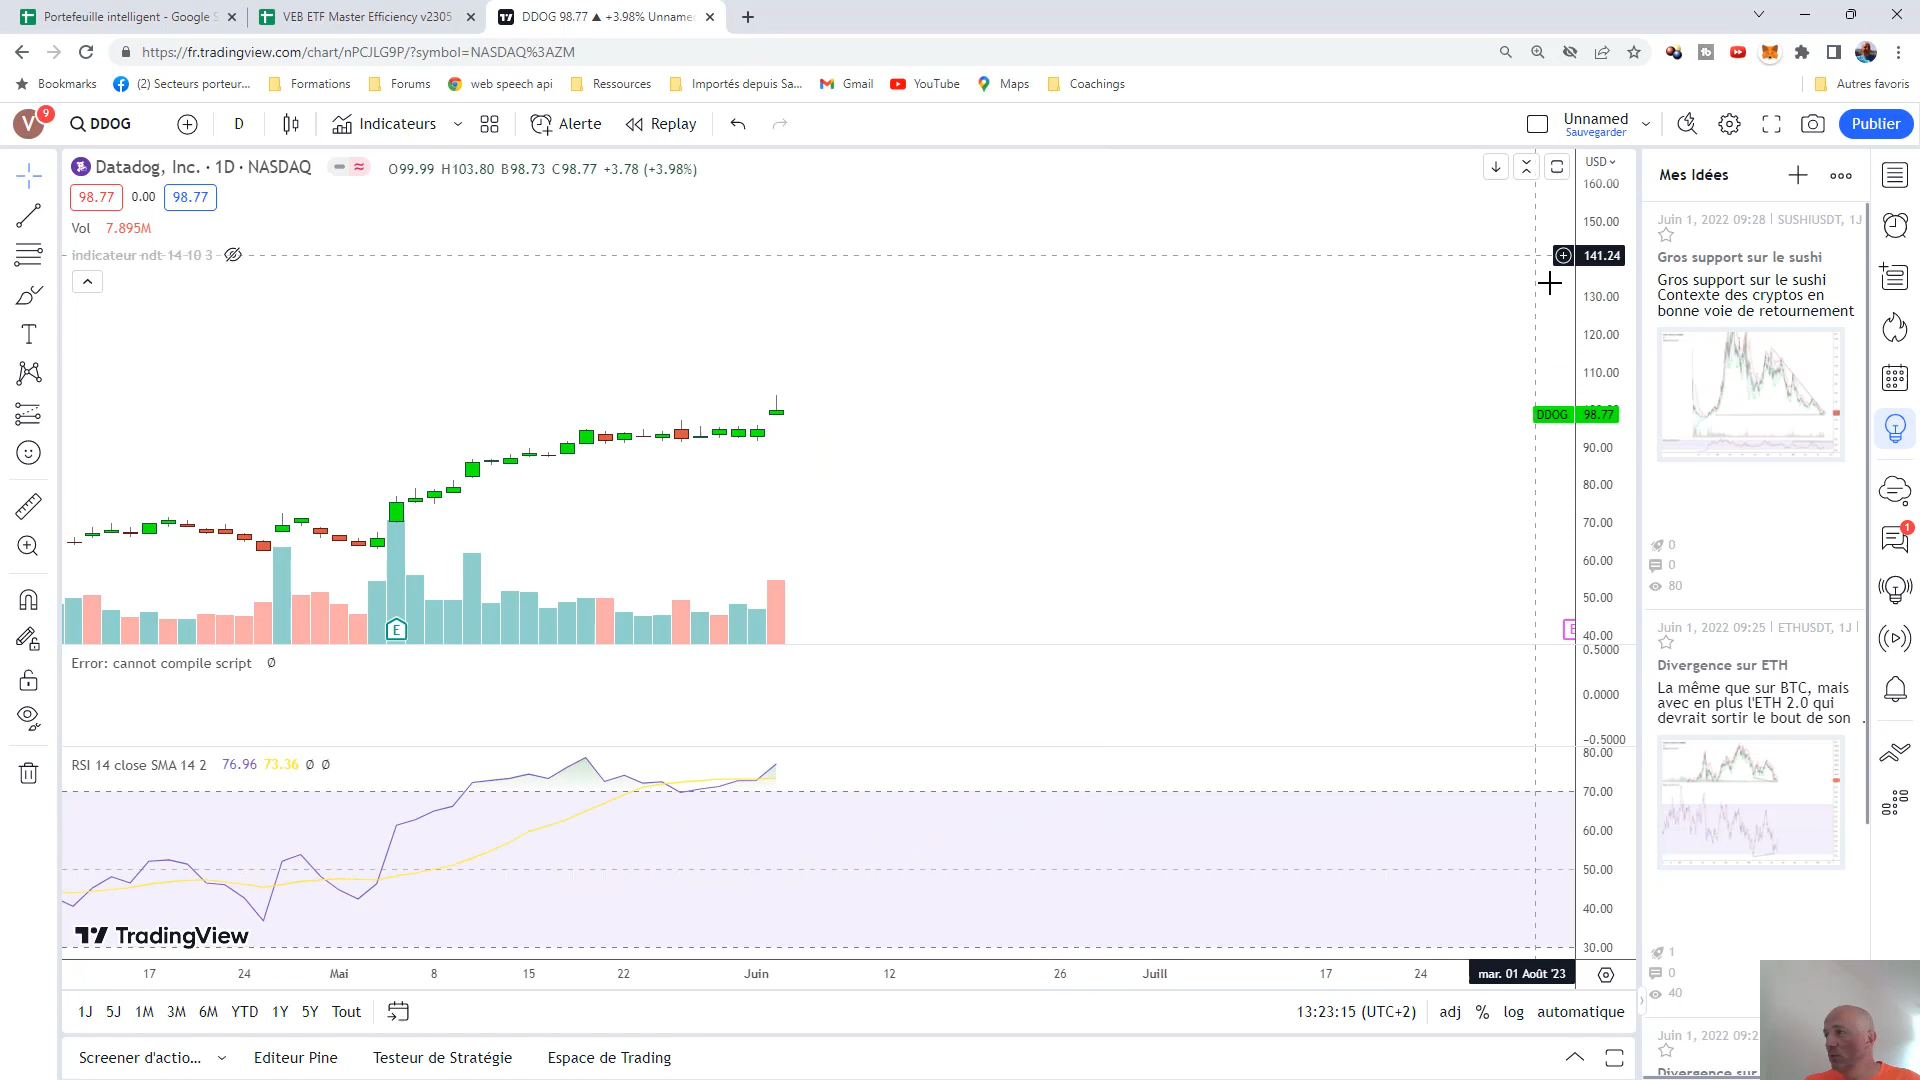 Portefeuille intelligent - Google S
VEB ETF Master Efficiency v2305
DDOG 98.77 ▲ +3.98% Unname
https://fr.tradingview.com/chart/nPCJLG9P/?symbol=NASDAQ%3AZM
Bookmarks
(2) Secteurs porteur...
Formations
Forums
web speech api
Ressources
Importés depuis Sa...
Gmail
YouTube
Maps
Coachings
Autres favoris
V
9
DDOG
D
Indicateurs
Alerte
Replay
Unnamed
Sauvegarder
Publier
Datadog, Inc. · 1D · NASDAQ
O99.99 H103.80 B98.73 C98.77 +3.78 (+3.98%)
98.77
0.00
98.77
Vol 7.895M
indicateur ndt 14 10 3
USD
160.00
150.00
141.24
130.00
120.00
110.00
DDOG 98.77
90.00
80.00
70.00
60.00
50.00
40.00
E
E
Error: cannot compile script Ø
0.5000
0.0000
−0.5000
RSI 14 close SMA 14 2 76.96 73.36 Ø Ø
80.00
70.00
60.00
50.00
40.00
30.00
TradingView
17
24
Mai
8
15
22
Juin
12
26
Juill
17
24
mar. 01 Août '23
1J
5J
1M
3M
6M
YTD
1Y
5Y
Tout
13:23:15 (UTC+2)
adj
%
log
automatique
Screener d'actio...
Editeur Pine
Testeur de Stratégie
Espace de Trading
Mes Idées
Juin 1, 2022 09:28 | SUSHIUSDT, 1J
Gros support sur le sushi
Gros support sur le sushi
Contexte des cryptos en
bonne voie de retournement
0
0
80
Juin 1, 2022 09:25 | ETHUSDT, 1J
Divergence sur ETH
La même que sur BTC, mais
avec en plus l'ETH 2.0 qui
devrait sortir le bout de son
1
0
40
Juin 1, 2022 09:2
Divergence sur
1